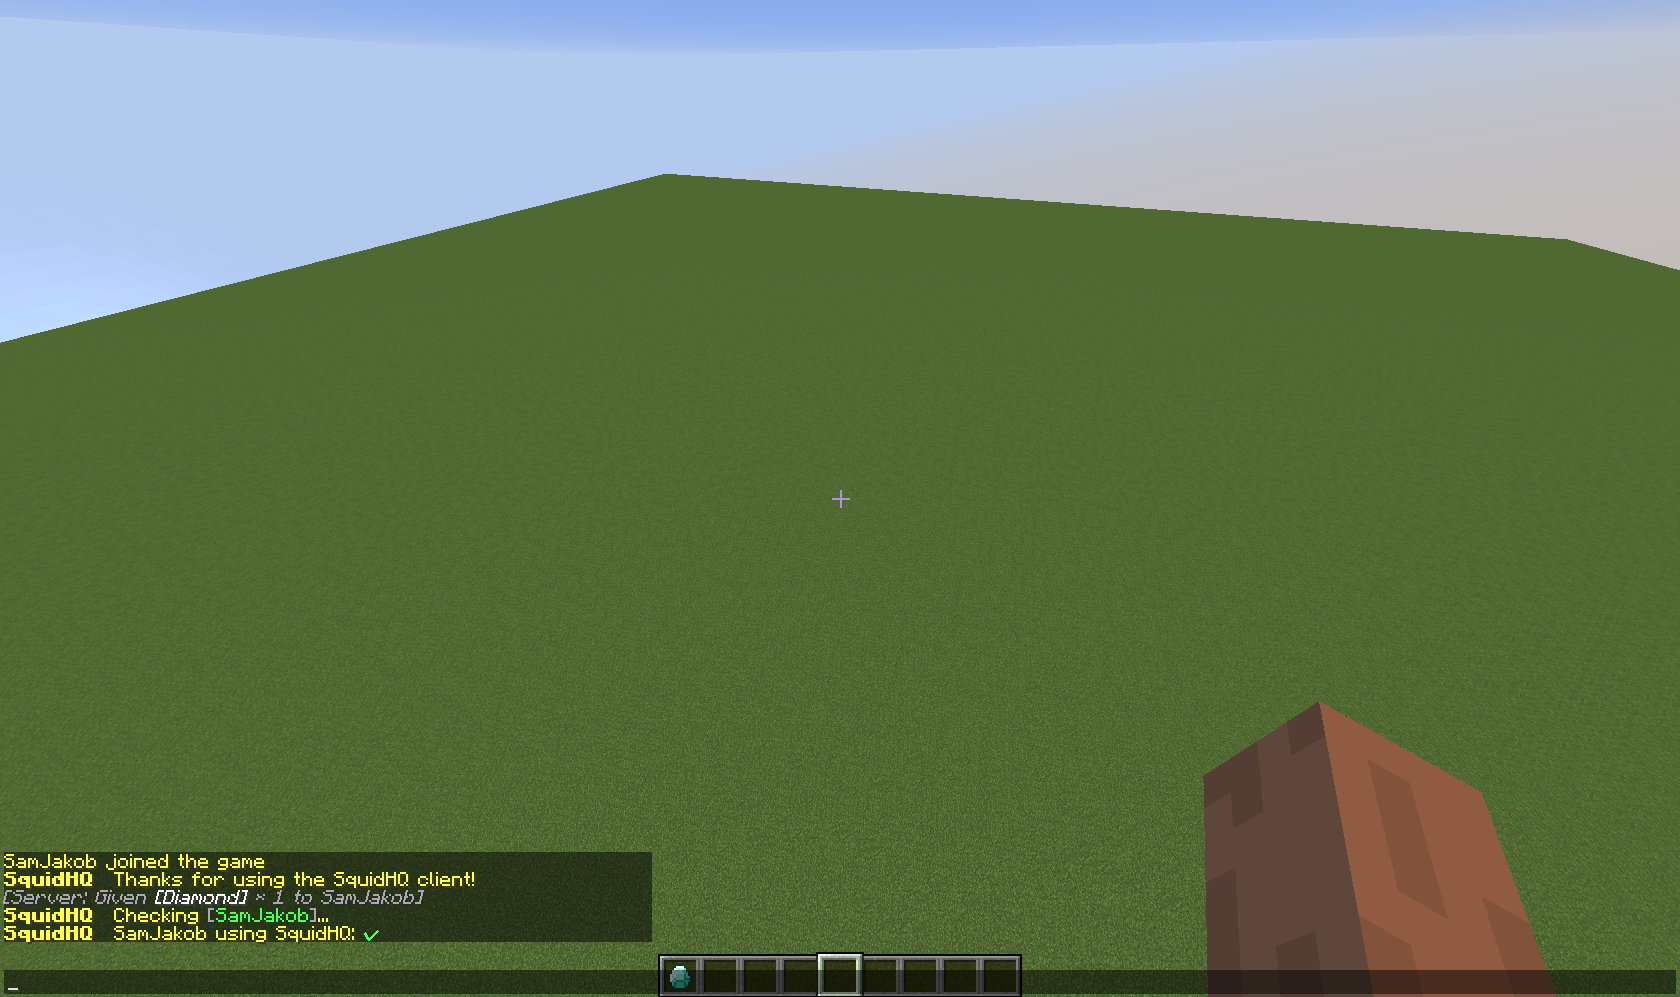 SamJakob joined the game
SquidHQ Thanks for using the SquidHQ client!
[Server: Given [Diamond] × 1 to SamJakob]
SquidHQ Checking [SamJakob]...
SquidHQ SamJakob using SquidHQ: ✓
_